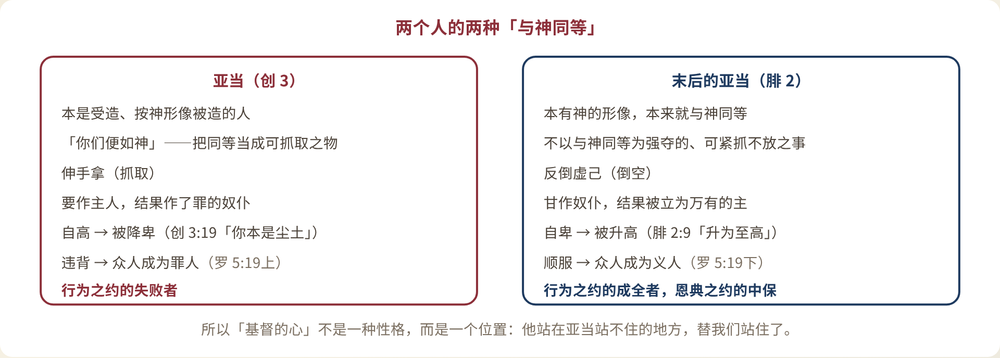 两个人的两种「与神同等」
亚当（创 3）
本是受造、按神形像被造的人
「你们便如神」——把同等当成可抓取之物
伸手拿（抓取）
要作主人，结果作了罪的奴仆
自高 → 被降卑（创 3:19「你本是尘土」）
违背 → 众人成为罪人（罗 5:19上）
行为之约的失败者
末后的亚当（腓 2）
本有神的形像，本来就与神同等
不以与神同等为强夺的、可紧抓不放之事
反倒虚己（倒空）
甘作奴仆，结果被立为万有的主
自卑 → 被升高（腓 2:9「升为至高」）
顺服 → 众人成为义人（罗 5:19下）
行为之约的成全者，恩典之约的中保
所以「基督的心」不是一种性格，而是一个位置：他站在亚当站不住的地方，替我们站住了。